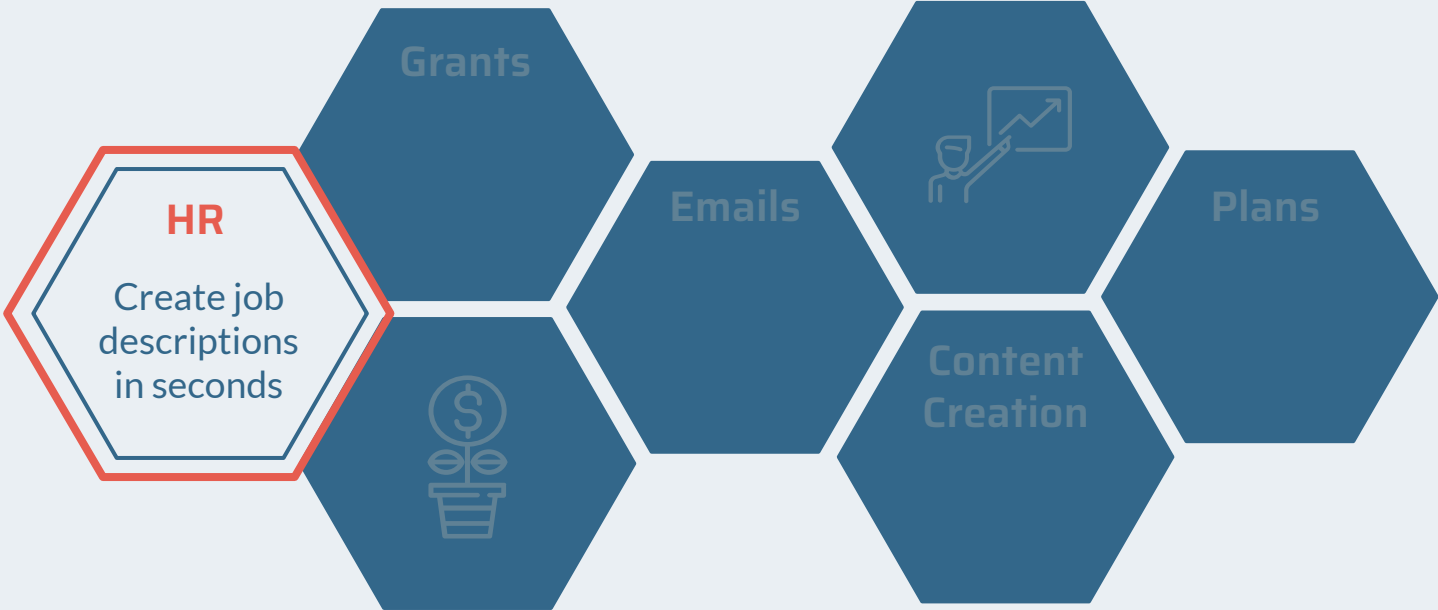 HR
Create job
descriptions
in seconds
Grants
$
Emails
Content
Creation
Plans